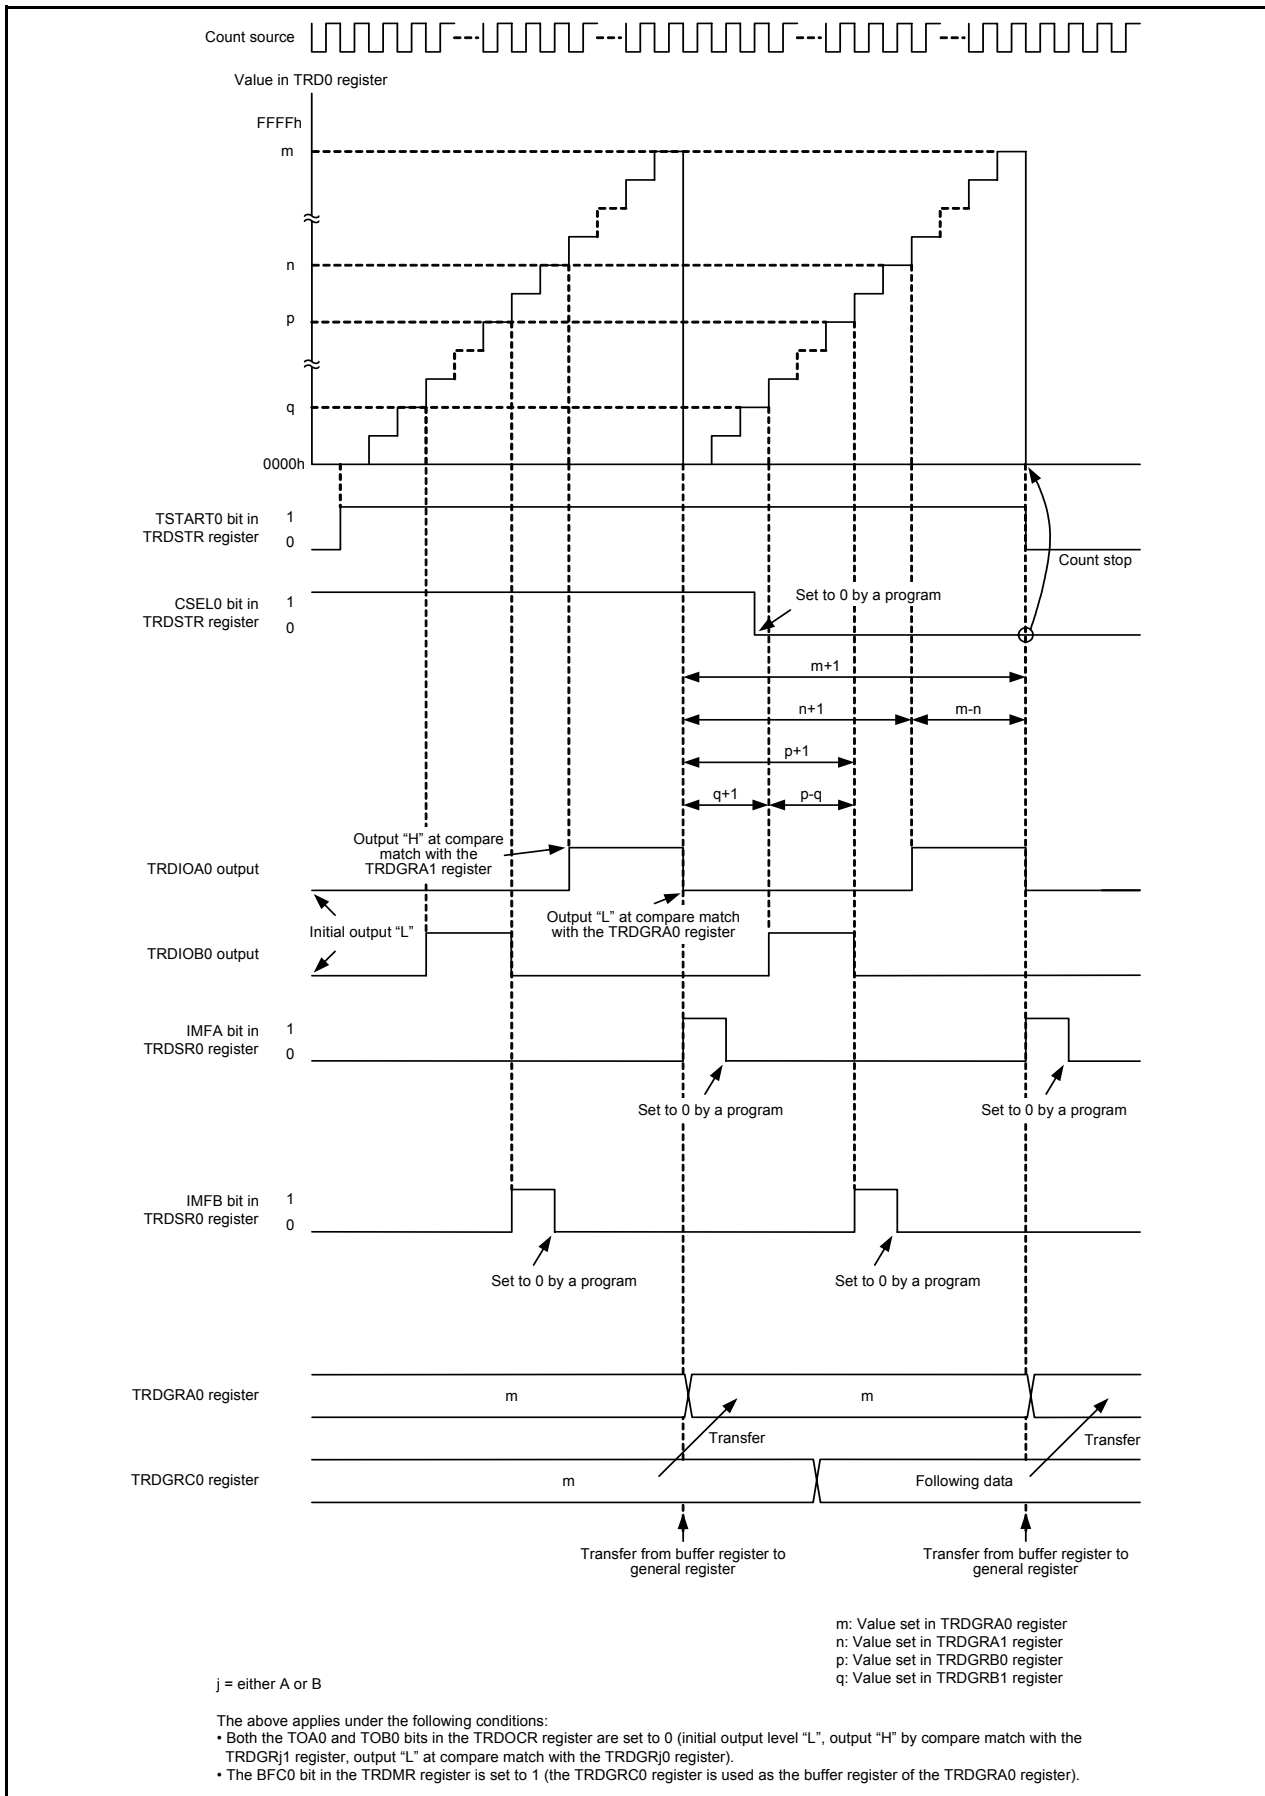 Count source
Value in TRD0 register
FFFFh
m
n
p
q
0000h
TSTART0 bit in
TRDSTR register
1
0
Count stop
CSEL0 bit in
TRDSTR register
1
0
Set to 0 by a program
m+1
n+1
m-n
p+1
q+1
p-q
Output “H” at compare
match with the
TRDGRA1 register
TRDIOA0 output
Output “L” at compare match
with the TRDGRA0 register
Initial output “L”
TRDIOB0 output
IMFA bit in
TRDSR0 register
1
0
Set to 0 by a program
Set to 0 by a program
IMFB bit in
TRDSR0 register
1
0
Set to 0 by a program
Set to 0 by a program
TRDGRA0 register
m
m
Transfer
Transfer
TRDGRC0 register
m
Following data
Transfer from buffer register to
general register
Transfer from buffer register to
general register
m: Value set in TRDGRA0 register
n: Value set in TRDGRA1 register
p: Value set in TRDGRB0 register
q: Value set in TRDGRB1 register
j = either A or B
The above applies under the following conditions:
• Both the TOA0 and TOB0 bits in the TRDOCR register are set to 0 (initial output level “L”, output “H” by compare match with the
TRDGRj1 register, output “L” at compare match with the TRDGRj0 register).
• The BFC0 bit in the TRDMR register is set to 1 (the TRDGRC0 register is used as the buffer register of the TRDGRA0 register).